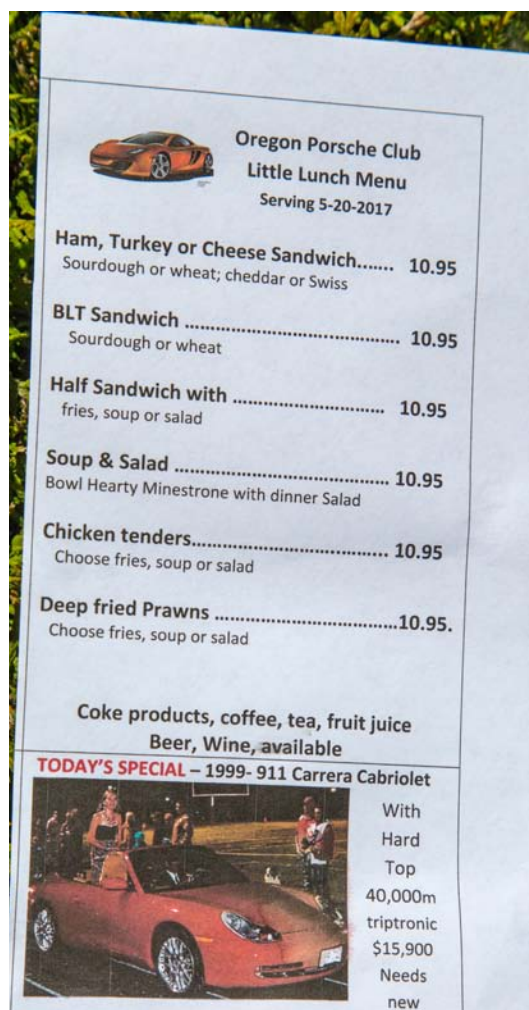 Oregon Porsche Club
Little Lunch Menu
Serving 5-20-2017
Ham, Turkey or Cheese Sandwich....... 10.95
Sourdough or wheat; cheddar or Swiss
BLT Sandwich ........................................ 10.95
Sourdough or wheat
Half Sandwich with ............................ 10.95
fries, soup or salad
Soup & Salad ........................................ 10.95
Bowl Hearty Minestrone with dinner Salad
Chicken tenders.................................... 10.95
Choose fries, soup or salad
Deep fried Prawns ..................................10.95.
Choose fries, soup or salad
Coke products, coffee, tea, fruit juice
Beer, Wine, available
TODAY'S SPECIAL – 1999- 911 Carrera Cabriolet
With
Hard
Top
40,000m
triptronic
$15,900
Needs
new